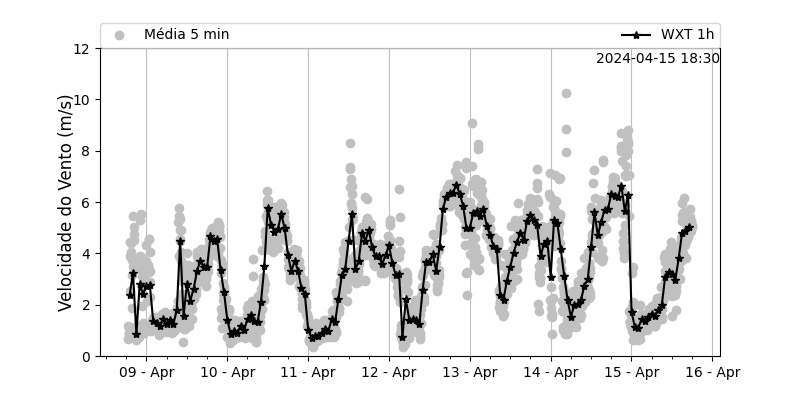 Média 5 min
WXT 1h
2024-04-15 18:30
Velocidade do Vento (m/s)
12
10
8
6
4
2
0
09 - Apr
10 - Apr
11 - Apr
12 - Apr
13 - Apr
14 - Apr
15 - Apr
16 - Apr